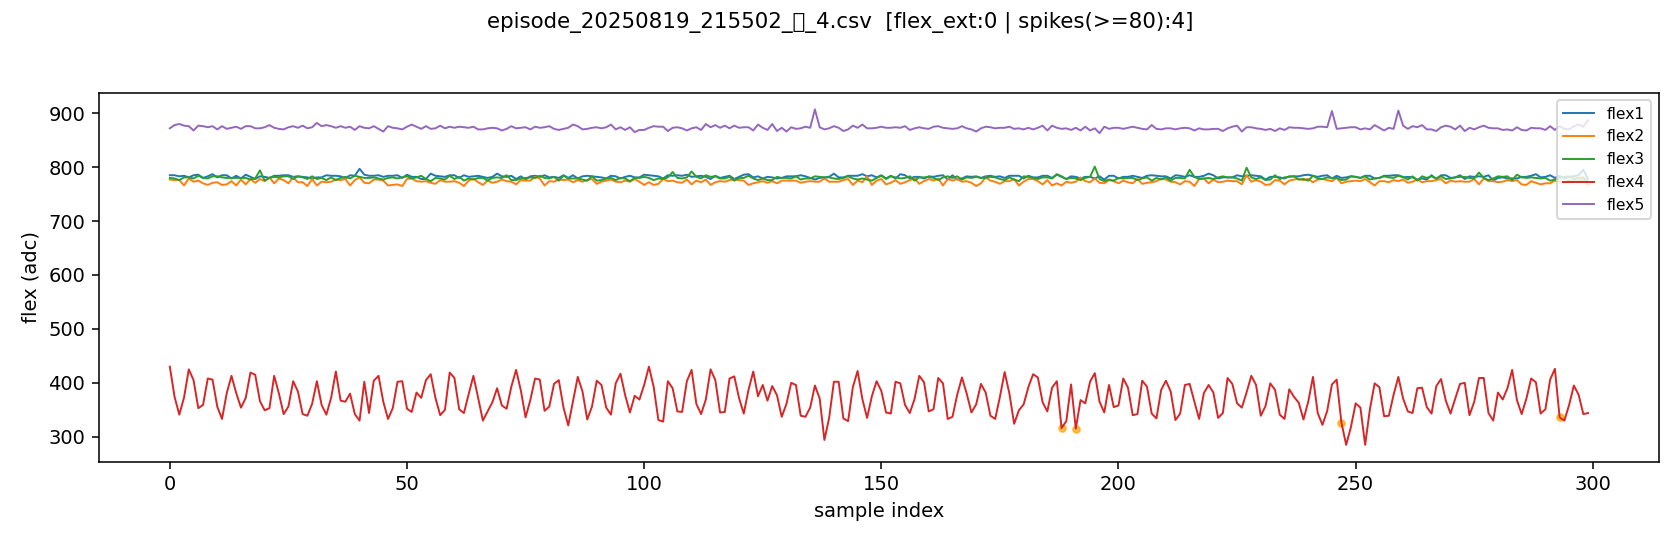 episode_20250819_215502_▯_4.csv [flex_ext:0 | spikes(>=80):4]
flex (adc)
900
800
700
600
500
400
300
0
50
100
150
200
250
300
sample index
flex1
flex2
flex3
flex4
flex5